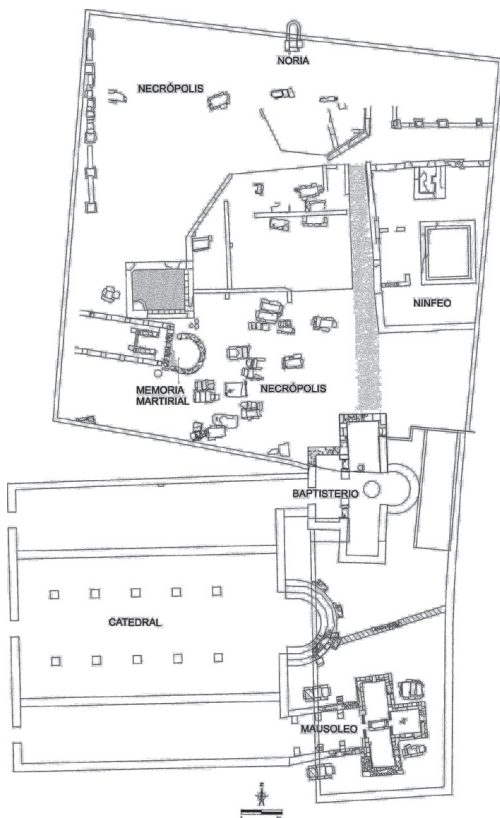 NORIA
NECRÓPOLIS
NINFEO
MEMORIA
MARTIRIAL
NECRÓPOLIS
BAPTISTERIO
CATEDRAL
MAUSOLEO